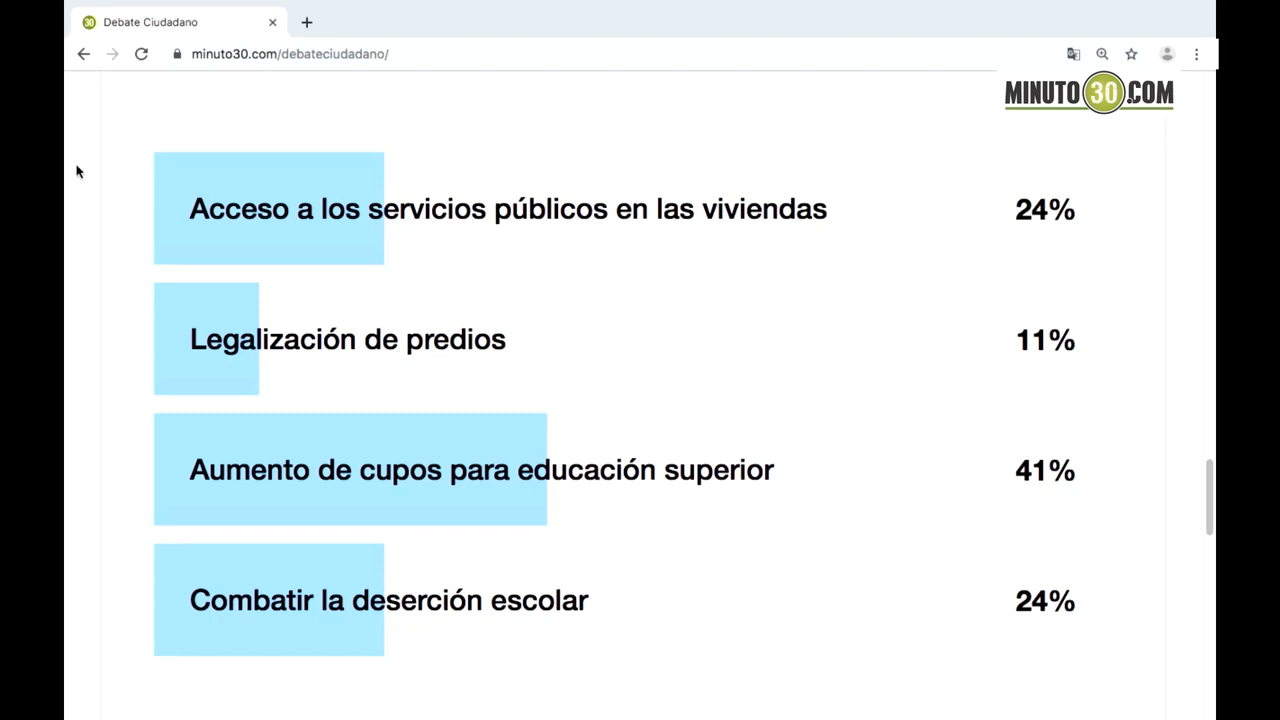 30 Debate Ciudadano
minuto30.com/debateciudadano/
MINUTO30.COM
Acceso a los servicios públicos en las viviendas 24%
Legalización de predios 11%
Aumento de cupos para educación superior 41%
Combatir la deserción escolar 24%